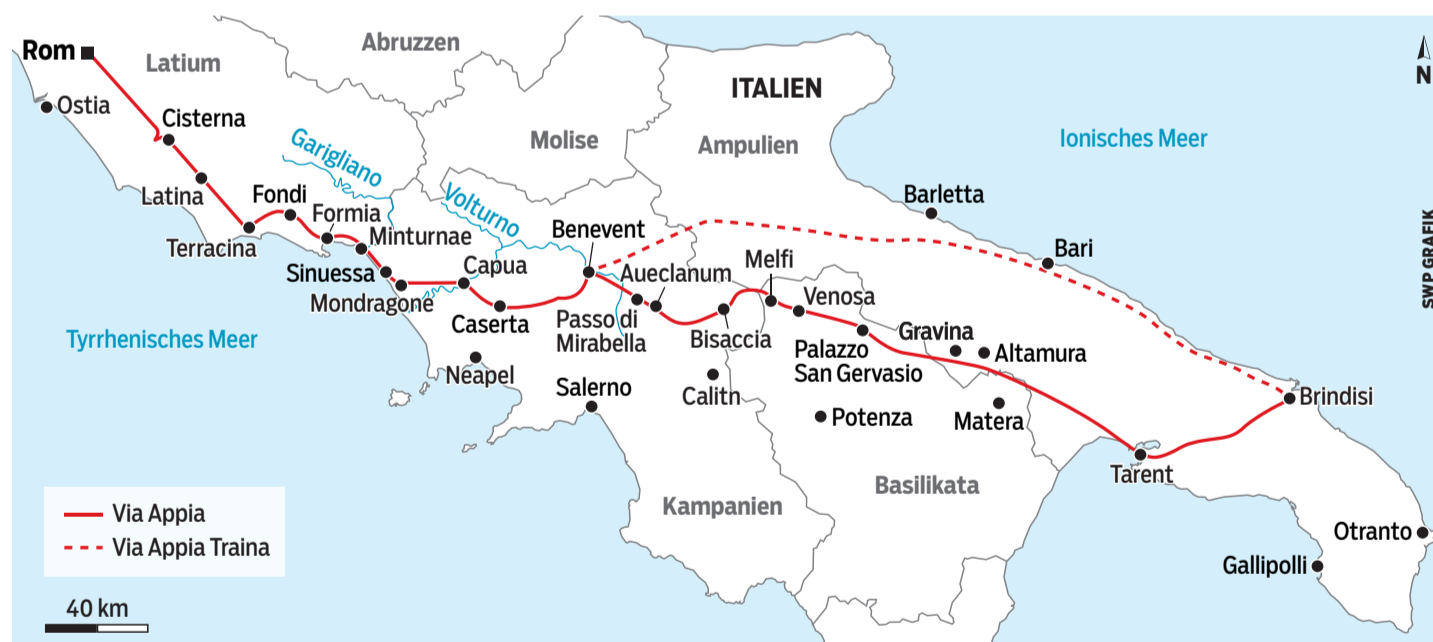 Rom
Ostia
Latium
Abruzzen
ITALIEN
N
Cisterna
Garigliano
Molise
Ampulien
Ionisches Meer
Latina
Fondi
Formia
Volturno
Barletta
Terracina
Minturnae
Benevent
Bari
SWP GRAFIK
Sinuessa
Capua
Aueclanum
Melfi
Mondragone
Venosa
Caserta
Passo di
Mirabella
Bisaccia
Gravina
Altamura
Tyrrhenisches Meer
Palazzo
San Gervasio
Neapel
Salerno
Calitn
Potenza
Matera
Brindisi
Tarent
Kampanien
Basilikata
Via Appia
Via Appia Traina
Otranto
Gallipolli
40 km